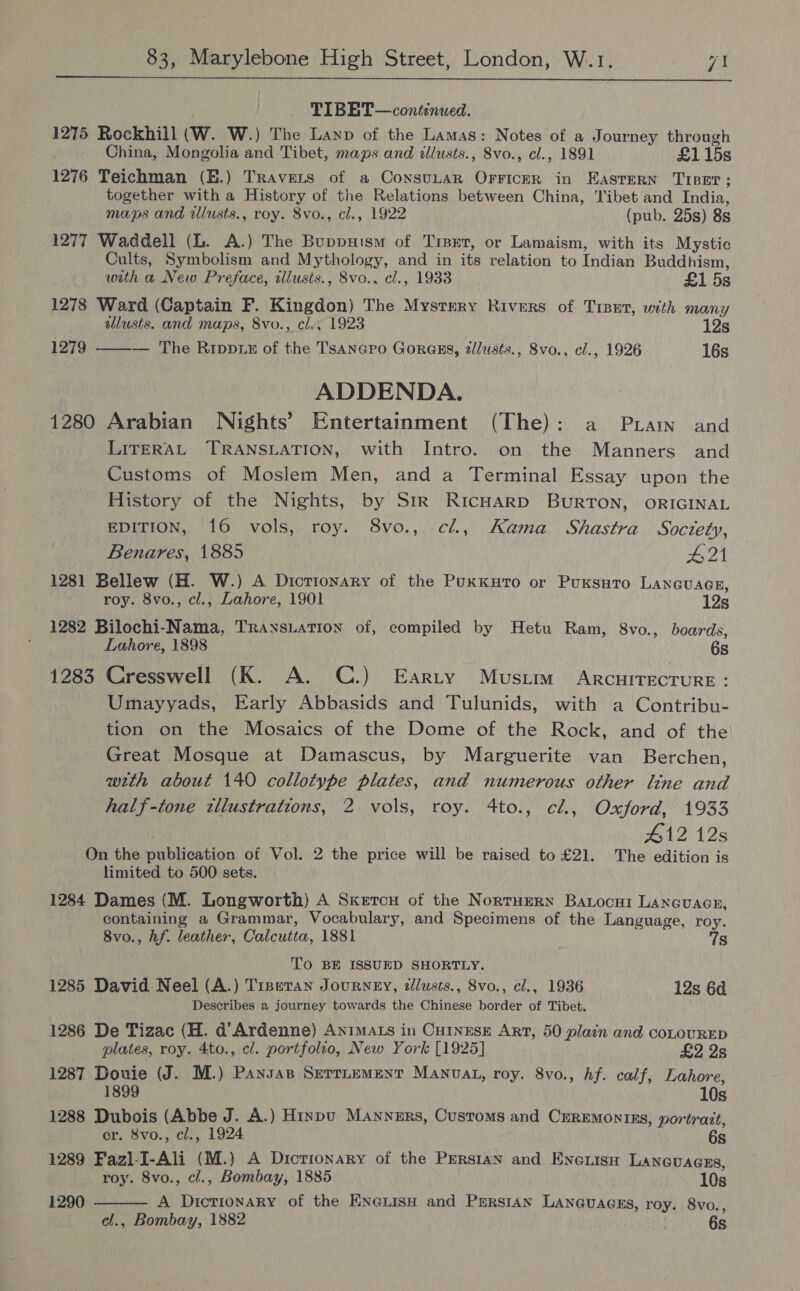 83, Marylebone High Street, London, W.1. 71
TIBET—continued.
1275 Rockhill (W. W.) The Land of the Lamas: Notes of a Journey through
China, Mongolia and Tibet, maps and illusts., 8vo., cl., 1891 £1 15s
1276 Teichman (E.) Travels of a Consular Officer in Eastern Tibet;
together with a History of the Relations between China, Tibet and India,
maps and illusts., roy. 8vo., cl., 1922 (pub. 25s) 8s
1277 Waddell (L. A.) The Buddhism of Tibet, or Lamaism, with its Mystic
Cults, Symbolism and Mythology, and in its relation to Indian Buddhism,
with a New Preface, illusts., 8vo., cl., 1933 £1 5s
1278 Ward (Captain F. Kingdon) The Mystery Rivers of Tibet, with many
illusts. and maps, 8vo., cl., 1923 12s
1279 ——— The Riddle of the Tsangpo Gorges, illusts., 8vo., cl., 1926 16s
ADDENDA.
1280 Arabian Nights' Entertainment (The): a Plain and
Literal Translation, with Intro. on the Manners and
Customs of Moslem Men, and a Terminal Essay upon the
History of the Nights, by Sir Richard Burton, original
edition, 16 vols, roy. 8vo., cl., Kama Shastra Society,
Benares, 1885 £21
1281 Bellew (H. W.) A Dictionary of the Pukkhto or Pukshto Language,
roy. 8vo., cl., Lahore, 1901 12s
1282 Bilochi-Nama, Translation of, compiled by Hetu Ram, 8vo., boards,
Lahore, 1898 6s
1283 Cresswell (K. A. C.) Early Muslim Architecture:
Umayyads, Early Abbasids and Tulunids, with a Contribu-
tion on the Mosaics of the Dome of the Rock, and of the
Great Mosque at Damascus, by Marguerite van Berchen,
with about 140 collotype plates, and numerous other line and
half-tone illustrations, 2 vols, roy. 4to., cl., Oxford, 1933
£12 12s
On the publication of Vol. 2 the price will be raised to £21. The edition is
limited to 500 sets.
1284 Dames (M. Longworth) A Sketch of the Northern Balochi Language,
containing a Grammar, Vocabulary, and Specimens of the Language, roy.
8vo., hf. leather, Calcutta, 1881 7s
To be issued shortly.
1285 David Neel (A.) Tibetan Journey, illusts., 8vo., cl., 1936 12s 6d
Describes a journey towards the Chinese border of Tibet.
1286 De Tizac (H. d'Ardenne) Animals in Chinese Art, 50 plain and coloured
plates, roy. 4to., cl. portfolio, New York [1925] £2 2s
1287 Douie (J. M.) Panjab Settlement Manual, roy. 8vo., hf. calf, Lahore,
1899 10s
1288 Dubois (Abbe J. A.) Hindu Manners, Customs and Ceremonies, portrait,
cr. 8vo., cl., 1924 6s
1289 Fazl-I-Ali (M.) A Dictionary of the Persian and English Languages,
roy. 8vo., cl., Bombay, 1885 10s
1290 ——— A Dictionary of the English and Persian Languages, roy. 8vo.,
cl., Bombay, 1882 6s